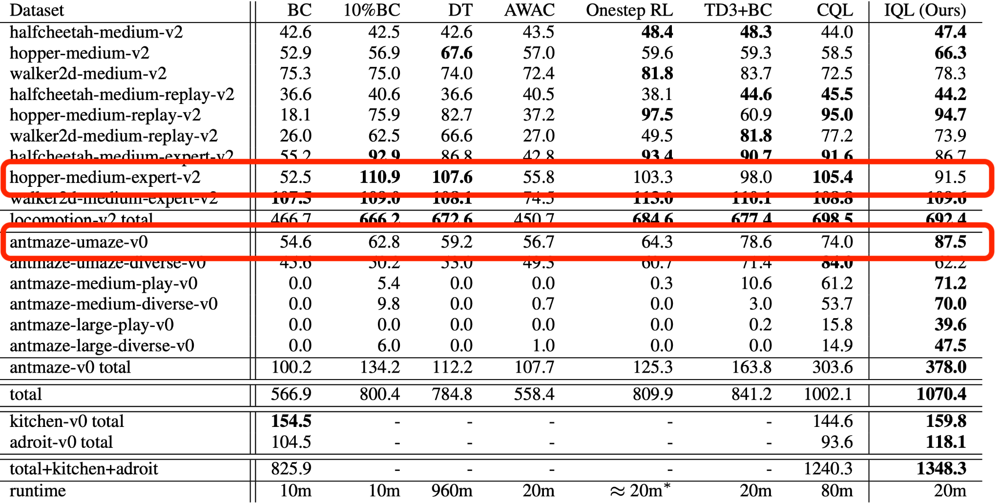 Dataset BC 10%BC DT AWAC Onestep RL TD3+BC CQL IQL (Ours)
halfcheetah-medium-v2 42.6 42.5 42.6 43.5 48.4 48.3 44.0 47.4
hopper-medium-v2 52.9 56.9 67.6 57.0 59.6 59.3 58.5 66.3
walker2d-medium-v2 75.3 75.0 74.0 72.4 81.8 83.7 72.5 78.3
halfcheetah-medium-replay-v2 36.6 40.6 36.6 40.5 38.1 44.6 45.5 44.2
hopper-medium-replay-v2 18.1 75.9 82.7 37.2 97.5 60.9 95.0 94.7
walker2d-medium-replay-v2 26.0 62.5 66.6 27.0 49.5 81.8 77.2 73.9
halfcheetah-medium-expert-v2 55.2 92.9 86.8 42.8 93.4 90.7 91.6 86.7
hopper-medium-expert-v2 52.5 110.9 107.6 55.8 103.3 98.0 105.4 91.5
walker2d-medium-expert-v2 107.5 109.0 108.1 74.5 113.0 110.1 108.8 109.6
locomotion-v2 total 466.7 666.2 672.6 450.7 684.6 677.4 698.5 692.4
antmaze-umaze-v0 54.6 62.8 59.2 56.7 64.3 78.6 74.0 87.5
antmaze-umaze-diverse-v0 45.6 50.2 53.0 49.3 60.7 71.4 84.0 62.2
antmaze-medium-play-v0 0.0 5.4 0.0 0.0 0.3 10.6 61.2 71.2
antmaze-medium-diverse-v0 0.0 9.8 0.0 0.7 0.0 3.0 53.7 70.0
antmaze-large-play-v0 0.0 0.0 0.0 0.0 0.0 0.2 15.8 39.6
antmaze-large-diverse-v0 0.0 6.0 0.0 1.0 0.0 0.0 14.9 47.5
antmaze-v0 total 100.2 134.2 112.2 107.7 125.3 163.8 303.6 378.0
total 566.9 800.4 784.8 558.4 809.9 841.2 1002.1 1070.4
kitchen-v0 total 154.5 - - - - - 144.6 159.8
adroit-v0 total 104.5 - - - - - 93.6 118.1
total+kitchen+adroit 825.9 - - - - - 1240.3 1348.3
runtime 10m 10m 960m 20m ≈ 20m* 20m 80m 20m